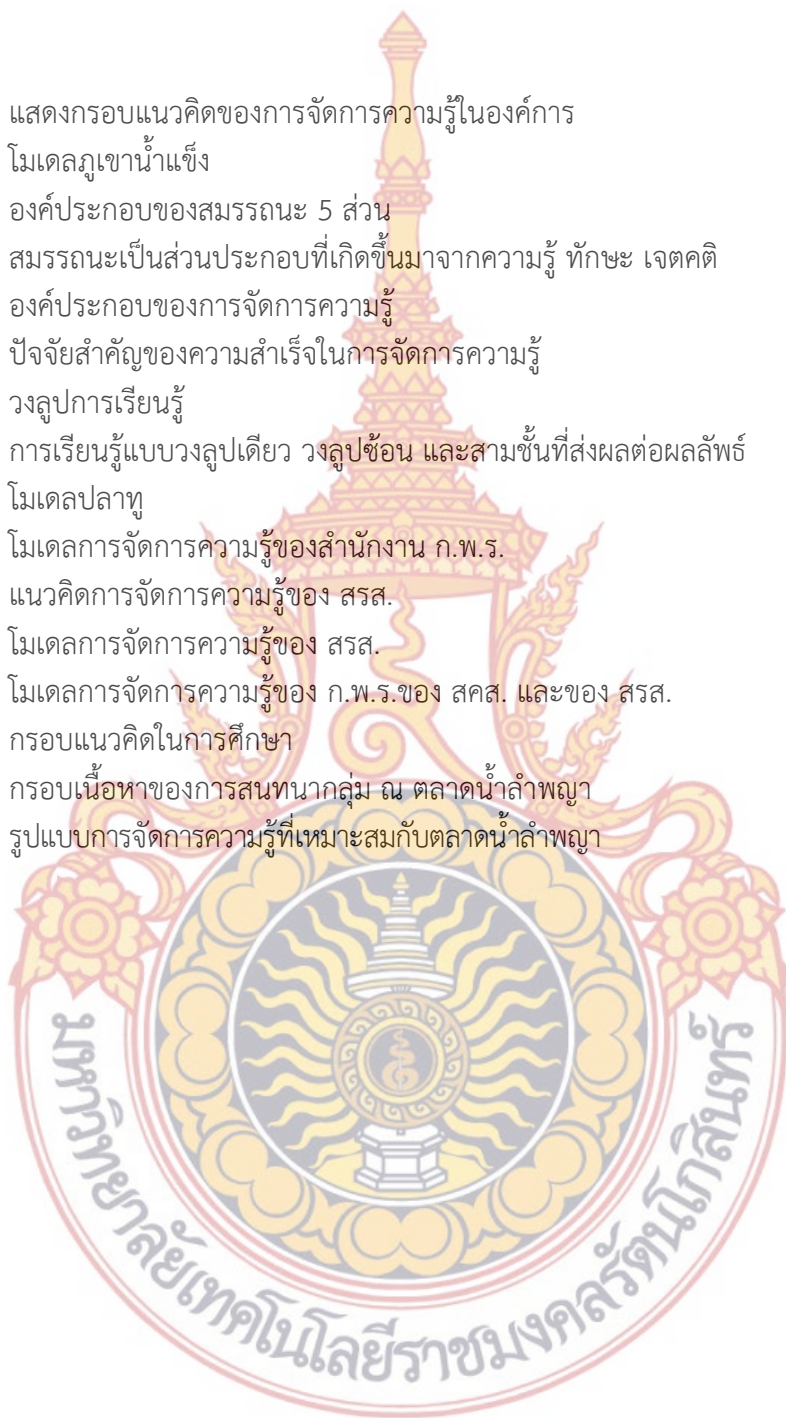 แสดงกรอบแนวคิดของการจัดการความรู้ในองค์การ
โมเดลภูเขาน้ำแข็ง
องค์ประกอบของสมรรถนะ 5 ส่วน
สมรรถนะเป็นส่วนประกอบที่เกิดขึ้นมาจากความรู้ ทักษะ เจตคติ
องค์ประกอบของการจัดการความรู้
ปัจจัยสำคัญของความสำเร็จในการจัดการความรู้
วงลูปการเรียนรู้
การเรียนรู้แบบวงลูปเดียว วงลูปซ้อน และสามชั้นที่ส่งผลต่อผลลัพธ์
โมเดลปลาทู
โมเดลการจัดการความรู้ของสำนักงาน ก.พ.ร.
แนวคิดการจัดการความรู้ของ สรส.
โมเดลการจัดการความรู้ของ สรส.
โมเดลการจัดการความรู้ของ ก.พ.ร.ของ สคส. และของ สรส.
กรอบแนวคิดในการศึกษา
กรอบเนื้อหาของการสนทนากลุ่ม ณ ตลาดน้ำลำพญา
รูปแบบการจัดการความรู้ที่เหมาะสมกับตลาดน้ำลำพญา
มหาวิทยาลัยเทคโนโลยีราชมงคลรัตนโกสินทร์